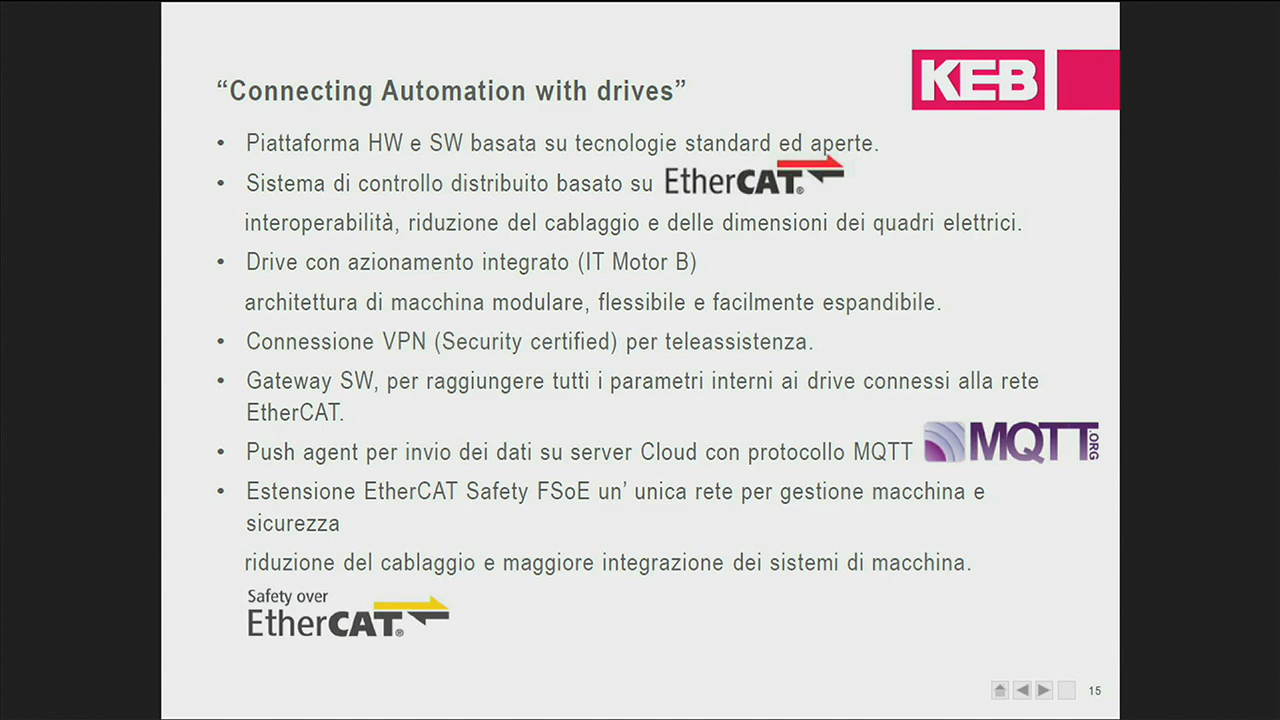 KEB
“Connecting Automation with drives”
• Piattaforma HW e SW basata su tecnologie standard ed aperte.
• Sistema di controllo distribuito basato su EtherCAT®
interoperabilità, riduzione del cablaggio e delle dimensioni dei quadri elettrici.
• Drive con azionamento integrato (IT Motor B)
architettura di macchina modulare, flessibile e facilmente espandibile.
• Connessione VPN (Security certified) per teleassistenza.
• Gateway SW, per raggiungere tutti i parametri interni ai drive connessi alla rete
EtherCAT.
• Push agent per invio dei dati su server Cloud con protocollo MQTT MQTT.ORG
• Estensione EtherCAT Safety FSoE un’ unica rete per gestione macchina e
sicurezza
riduzione del cablaggio e maggiore integrazione dei sistemi di macchina.
Safety over
EtherCAT®
15